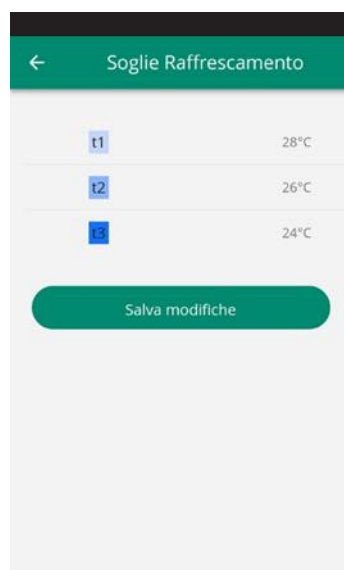 Soglie Raffrescamento
t1 28°C
t2 26°C
t3 24°C
Salva modifiche